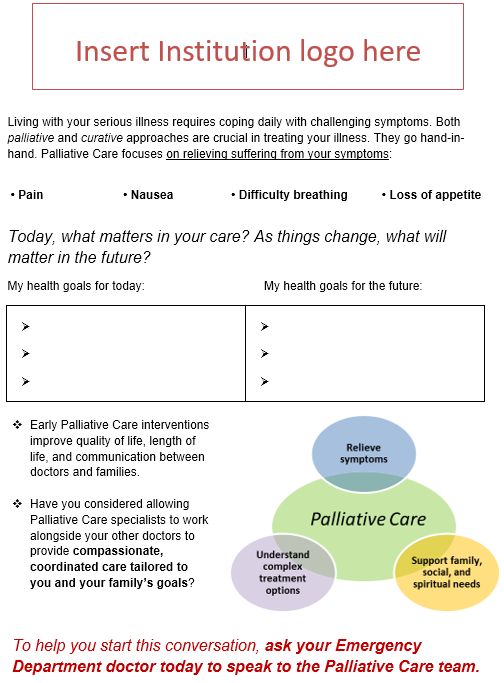 Insert Institution logo here
Living with your serious illness requires coping daily with challenging symptoms. Both
palliative and curative approaches are crucial in treating your illness. They go hand-in-
hand. Palliative Care focuses on relieving suffering from your symptoms:
• Pain • Nausea • Difficulty breathing • Loss of appetite
Today, what matters in your care? As things change, what will
matter in the future?
My health goals for today: My health goals for the future:
➢ ➢
➢ ➢
➢ ➢
❖ Early Palliative Care interventions
improve quality of life, length of
life, and communication between
doctors and families.
❖ Have you considered allowing
Palliative Care specialists to work
alongside your other doctors to
provide compassionate,
coordinated care tailored to
you and your family’s goals?
Relieve
symptoms
Palliative Care
Understand
complex
treatment
options
Support family,
social, and
spiritual needs
To help you start this conversation, ask your Emergency
Department doctor today to speak to the Palliative Care team.